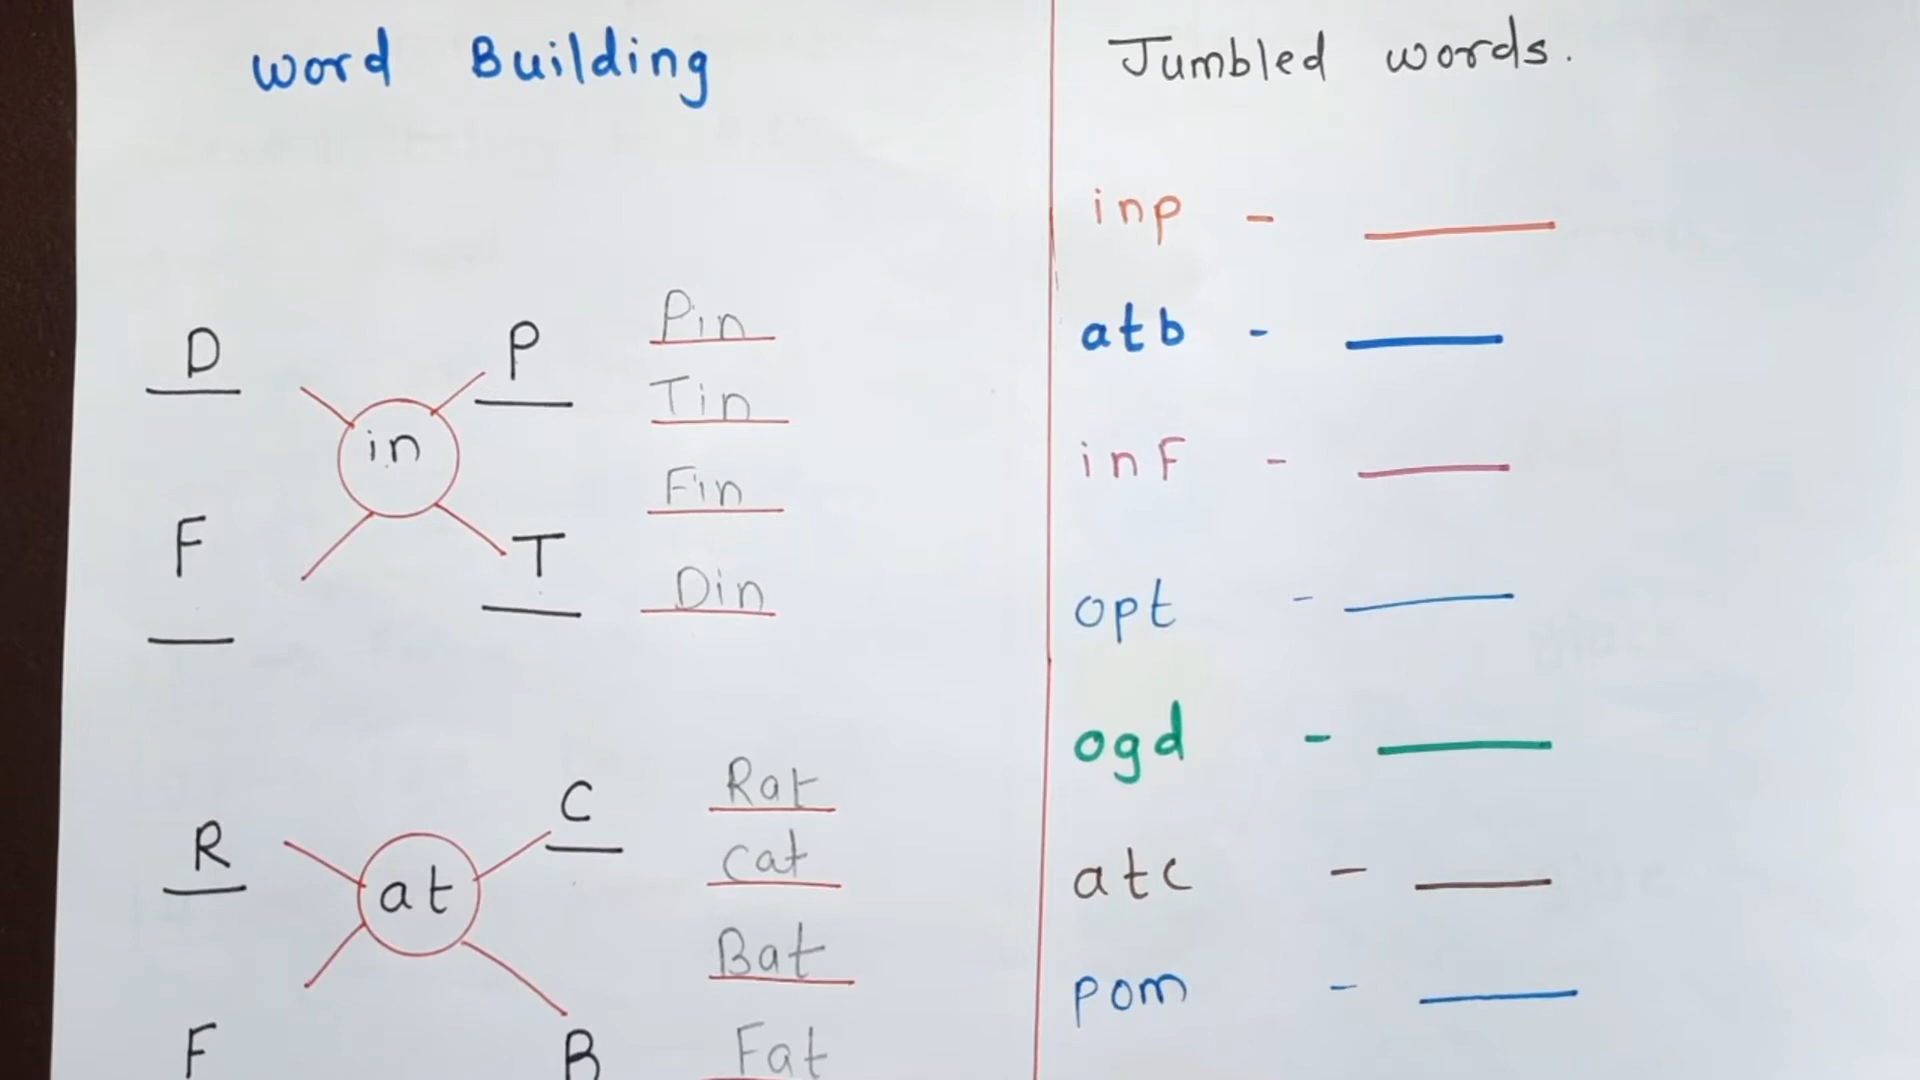 Word Building
D
P
in
F
T
Pin
Tin
Fin
Din
R
C
at
F
B
Rat
cat
Bat
Fat
Jumbled words.
inp -
atb -
inF -
opt -
ogd -
atc -
pom -